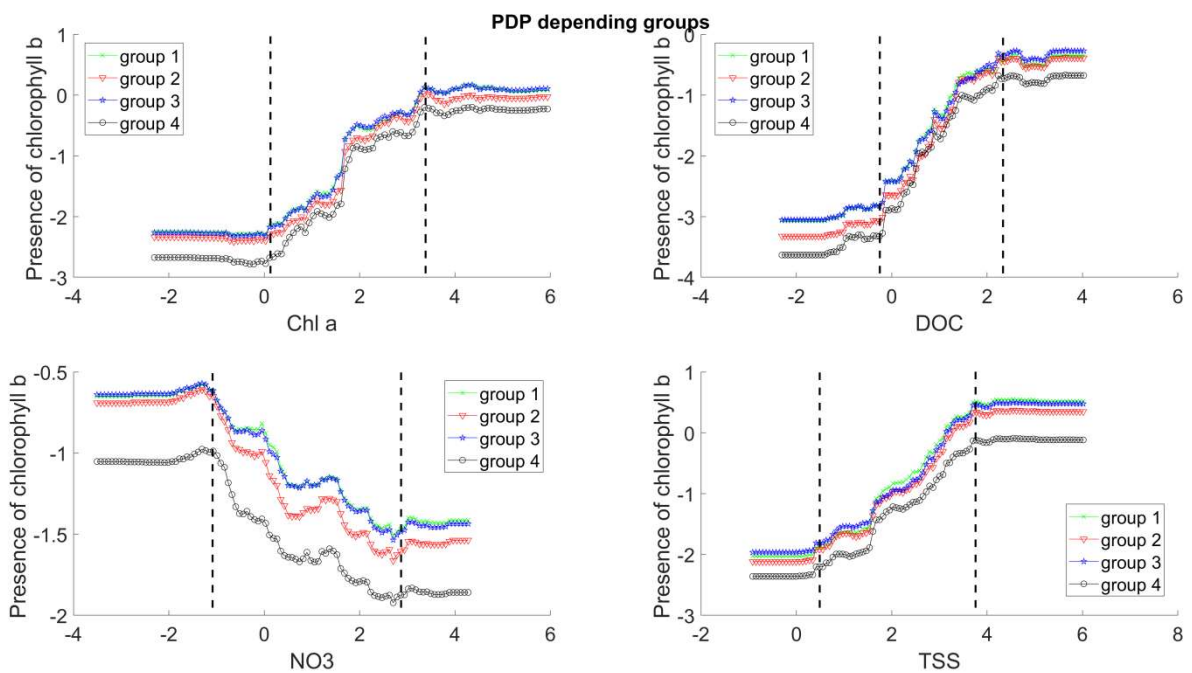 PDP depending groups
Presence of chlorophyll b
1
0
-1
-2
-3
group 1
group 2
group 3
group 4
-4
-2
0
2
4
6
Chl a
Presence of chlorophyll b
0
-1
-2
-3
-4
group 1
group 2
group 3
group 4
-4
-2
0
2
4
6
DOC
Presence of chlorophyll b
-0.5
-1
-1.5
-2
group 1
group 2
group 3
group 4
-4
-2
0
2
4
6
NO3
Presence of chlorophyll b
1
0
-1
-2
-3
group 1
group 2
group 3
group 4
-2
0
2
4
6
8
TSS